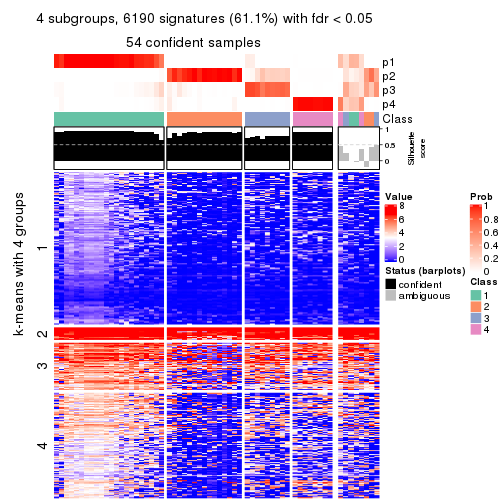 4 subgroups, 6190 signatures (61.1%) with fdr < 0.05
54 confident samples
p1
p2
p3
p4
Class
1
0.5
0
Silhouette
score
k-means with 4 groups
1
2
3
4
Value
8
6
4
2
0
Status (barplots)
confident
ambiguous
Prob
1
0.8
0.6
0.4
0.2
0
Class
1
2
3
4